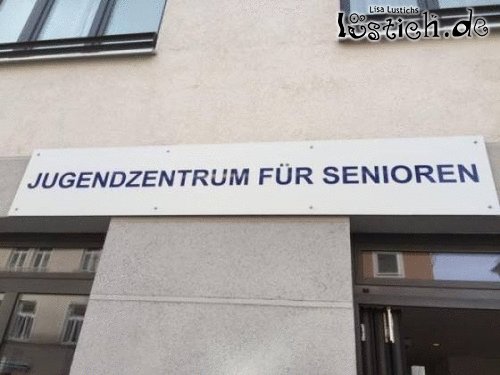 Lisa Lustichs
lustich.de
JUGENDZENTRUM FÜR SENIOREN